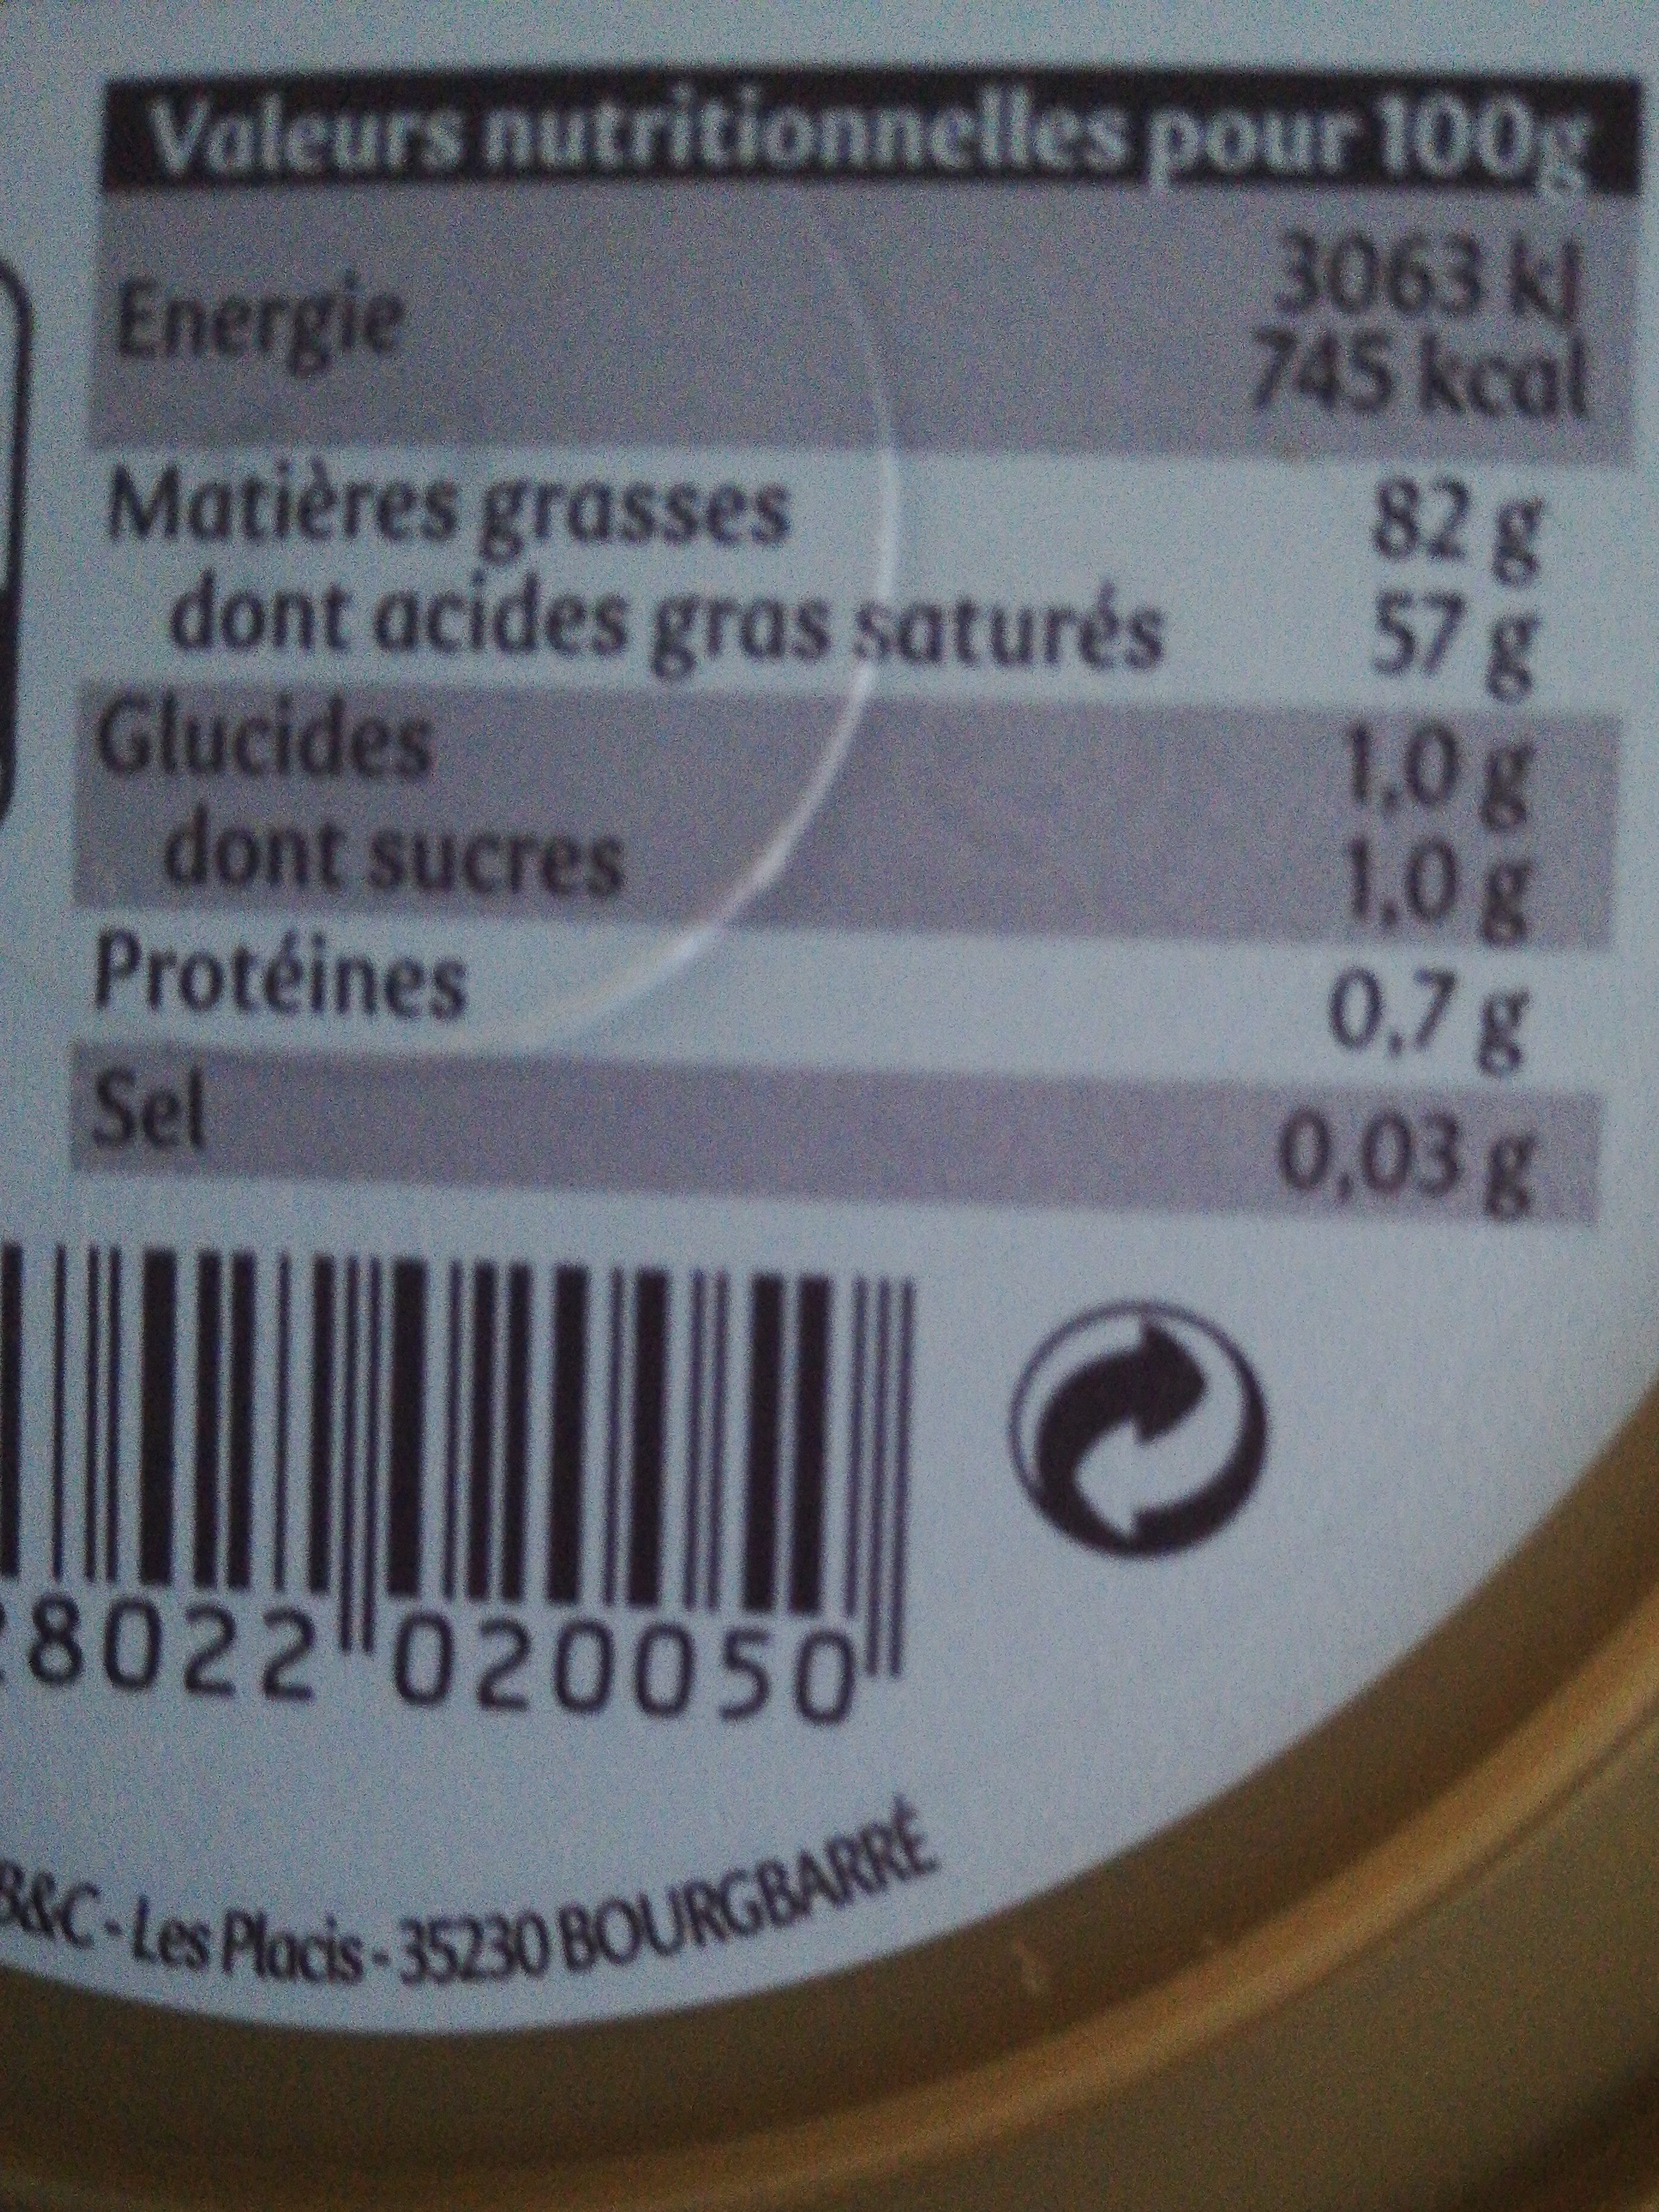 Valeurs nutritionnelles pour 100g
Energie
3063 kJ
745 kcal
Matières grasses 82 g
dont acides gras saturés 57 g
Glucides 1,0 g
dont sucres 1,0 g
Protéines 0,7 g
Sel 0,03 g
8022 020050
B&C - Les Placis - 35230 BOURGBARRÉ